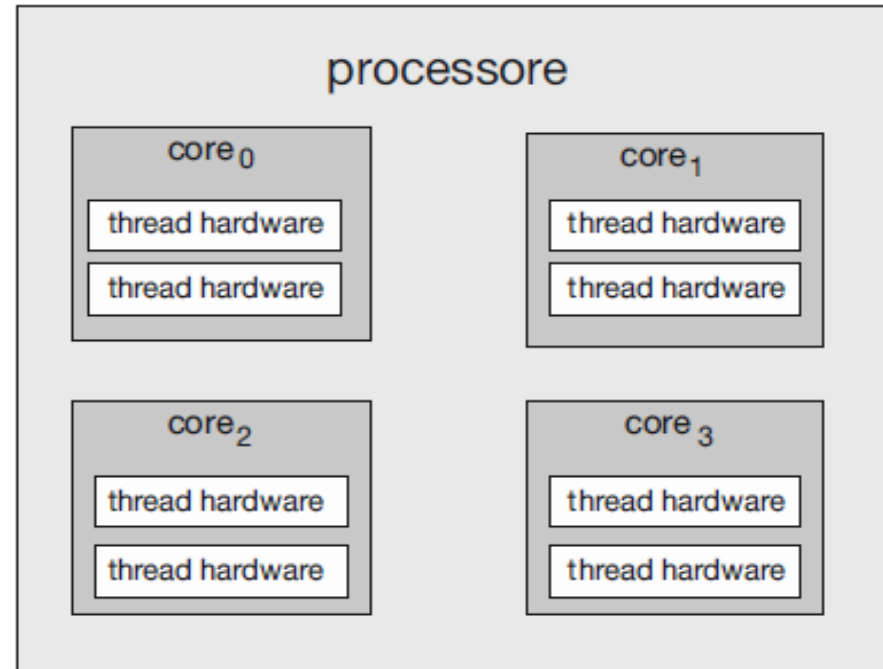 processore
core0
thread hardware
thread hardware
core1
thread hardware
thread hardware
core2
thread hardware
thread hardware
core3
thread hardware
thread hardware